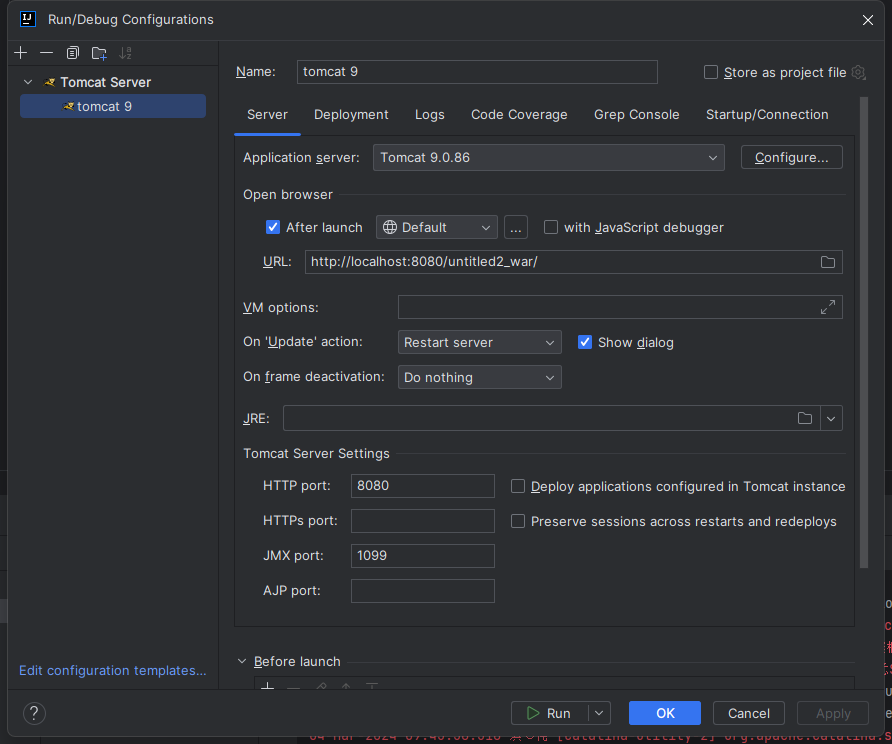 Run/Debug Configurations
Tomcat Server
tomcat 9
Name: tomcat 9
Store as project file
Server Deployment Logs Code Coverage Grep Console Startup/Connection
Application server: Tomcat 9.0.86 Configure...
Open browser
After launch Default ... with JavaScript debugger
URL: http://localhost:8080/untitled2_war/
VM options:
On 'Update' action: Restart server Show dialog
On frame deactivation: Do nothing
JRE:
Tomcat Server Settings
HTTP port: 8080 Deploy applications configured in Tomcat instance
HTTPs port: Preserve sessions across restarts and redeploys
JMX port: 1099
AJP port:
Before launch
Edit configuration templates...
? Run OK Cancel Apply